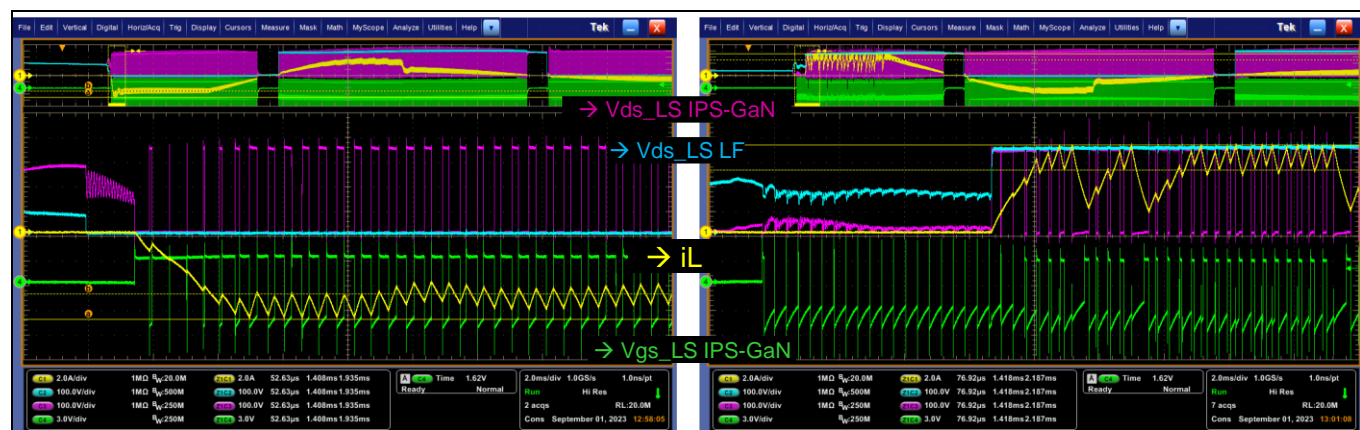 File Edit Vertical Digital Horiz/Acq Trig Display Cursors Measure Mask Math MyScope Analyze Utilities Help Tek X
File Edit Vertical Digital Horiz/Acq Trig Display Cursors Measure Mask Math MyScope Analyze Utilities Help Tek X
→ Vds_LS IPS-GaN
→ Vds_LS LF
→ iL
→ Vgs_LS IPS-GaN
C1 2.0A/div 1MΩ BW:20.0M
C2 100.0V/div 1MΩ BW:500M
C3 100.0V/div 1MΩ BW:250M
C4 3.0V/div BW:250M
Z1C1 2.0A 52.63µs 1.408ms 1.935ms
Z1C2 100.0V 52.63µs 1.408ms 1.935ms
Z1C3 100.0V 52.63µs 1.408ms 1.935ms
Z1C4 3.0V 52.63µs 1.408ms 1.935ms
A C4 Time 1.62V
Ready Normal
2.0ms/div 1.0GS/s 1.0ns/pt
Run Hi Res
2 acqs RL:20.0M
Cons September 01, 2023 12:58:05
C1 2.0A/div 1MΩ BW:20.0M
C2 100.0V/div 1MΩ BW:500M
C3 100.0V/div 1MΩ BW:250M
C4 3.0V/div BW:250M
Z1C1 2.0A 76.92µs 1.418ms 2.187ms
Z1C2 100.0V 76.92µs 1.418ms 2.187ms
Z1C3 100.0V 76.92µs 1.418ms 2.187ms
Z1C4 3.0V 76.92µs 1.418ms 2.187ms
A C4 Time 1.62V
Ready Normal
2.0ms/div 1.0GS/s 1.0ns/pt
Run Hi Res
7 acqs RL:20.0M
Cons September 01, 2023 13:01:08